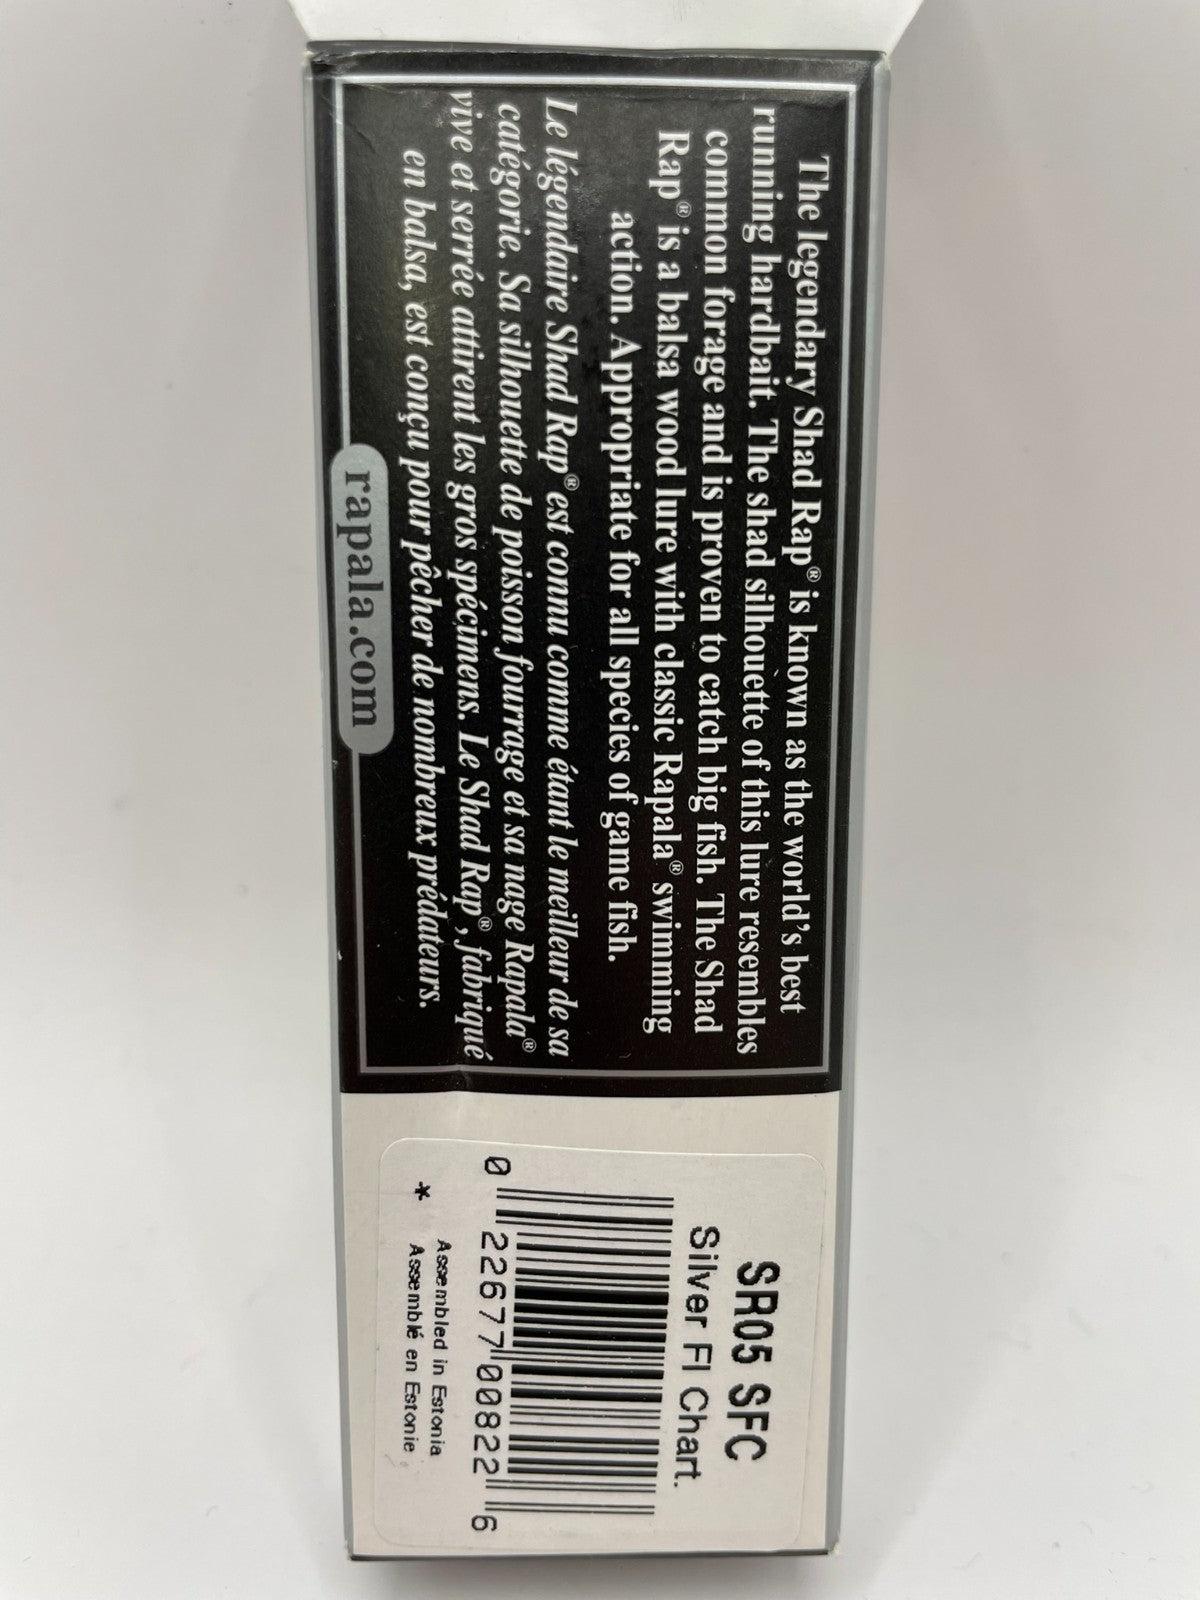 The legendary Shad Rap® is known as the world's best
running hardbait. The shad silhouette of this lure resembles
common forage and is proven to catch big fish. The Shad
Rap® is a balsa wood lure with classic Rapala® swimming
action. Appropriate for all species of game fish.
Le légendaire Shad Rap® est connu comme étant le meilleur de sa
catégorie. Sa silhouette de poisson fourrage et sa nage Rapala®
vive et serrée attirent les gros spécimens. Le Shad Rap®, fabriqué
en balsa, est conçu pour pêcher de nombreux prédateurs.
rapala.com
SR05 SFC
Silver Fl Chart.
0 22677 00822 6
Assembled in Estonia
* Assemblé en Estonie